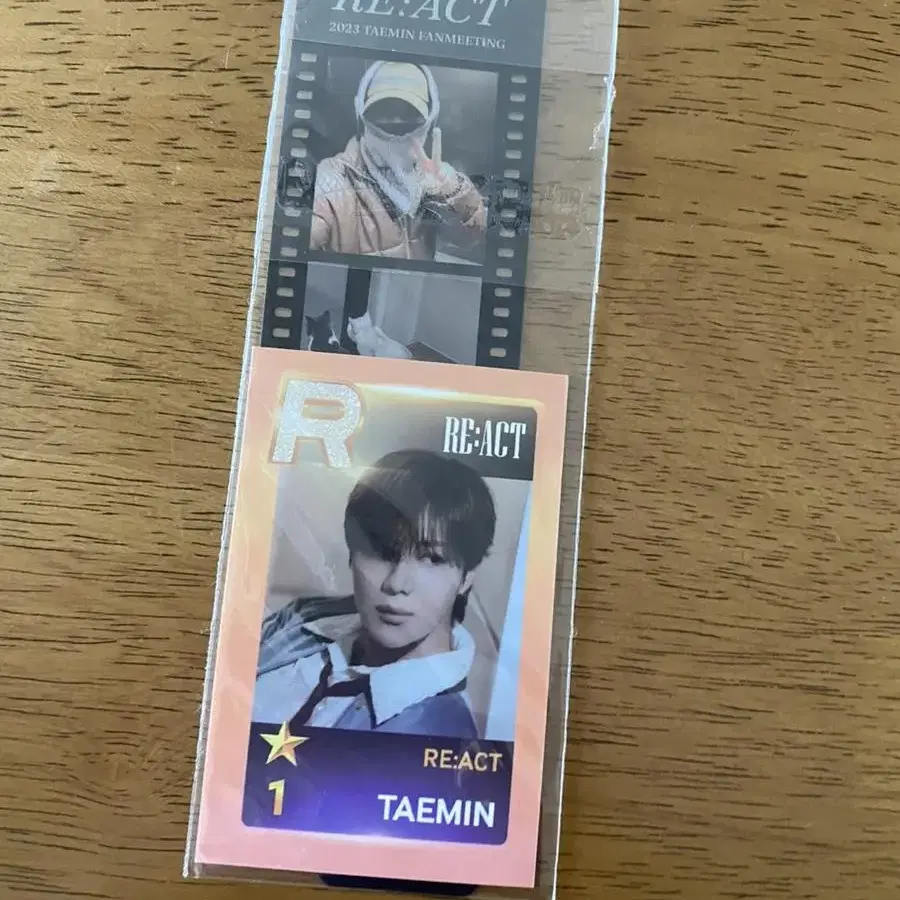 RE:ACT
2023 TAEMIN FANMEETING
R
RE:ACT
RE:ACT
1
TAEMIN